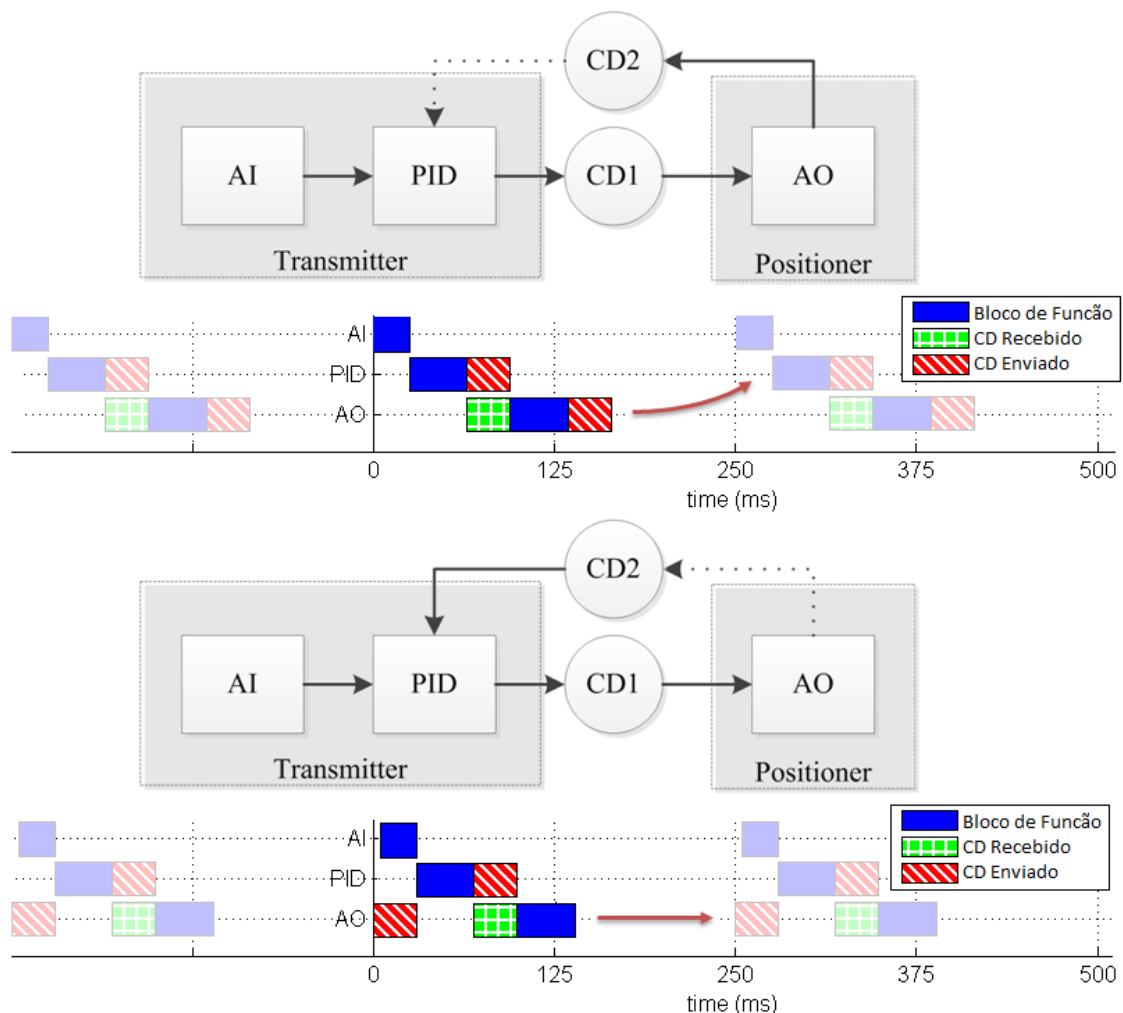 CD2
AI
PID
CD1
AO
Transmitter
Positioner
Bloco de Funcão
CD Recebido
CD Enviado
AI
PID
AO
0
125
250
375
500
time (ms)
CD2
AI
PID
CD1
AO
Transmitter
Positioner
Bloco de Funcão
CD Recebido
CD Enviado
AI
PID
AO
0
125
250
375
500
time (ms)